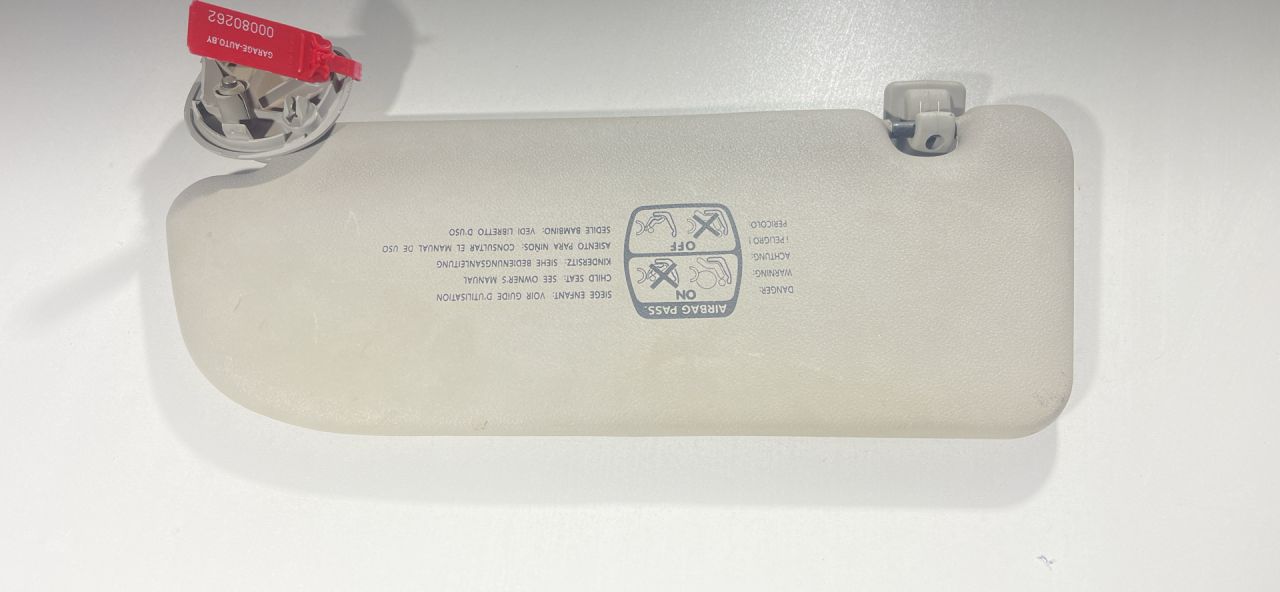 00080262
GARAGE-AUTO.BY
DANGER:
WARNING:
ACHTUNG:
¡ PELIGRO !
PERICOLO:
AIRBAG PASS.
ON
OFF
SIEGE ENFANT: VOIR GUIDE D'UTILISATION
CHILD SEAT: SEE OWNER'S MANUAL
KINDERSITZ: SIEHE BEDIENUNGSANLEITUNG
ASIENTO PARA NIÑOS: CONSULTAR EL MANUAL DE USO
SEDILE BAMBINO: VEDI LIBRETTO D'USO